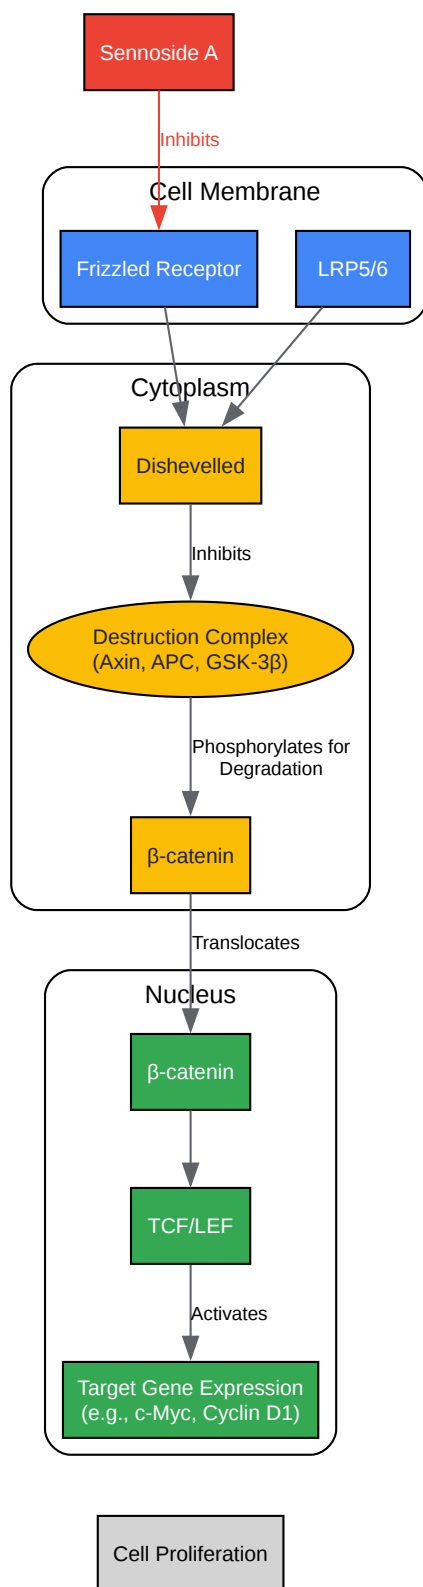 Sennoside A
Inhibits
Cell Membrane
Frizzled Receptor
LRP5/6
Cytoplasm
Dishevelled
Inhibits
Destruction Complex
(Axin, APC, GSK-3β)
Phosphorylates for
Degradation
β-catenin
Translocates
Nucleus
β-catenin
TCF/LEF
Activates
Target Gene Expression
(e.g., c-Myc, Cyclin D1)
Cell Proliferation